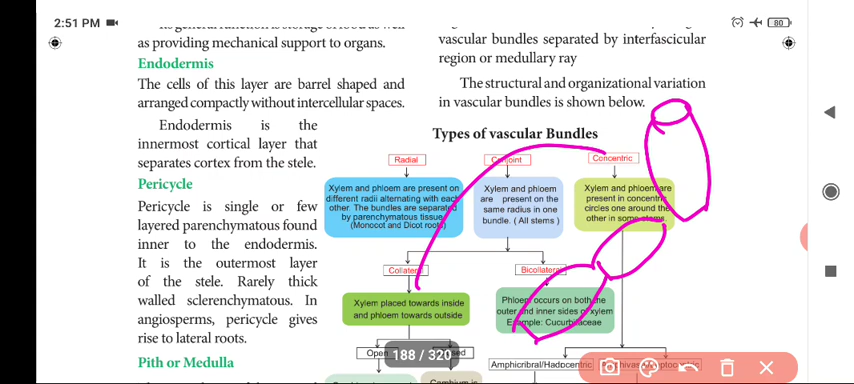 2:51 PM
80
as providing mechanical support to organs.
Endodermis
The cells of this layer are barrel shaped and
arranged compactly without intercellular spaces.
Endodermis is the
innermost cortical layer that
separates cortex from the stele.
Pericycle
Pericycle is single or few
layered parenchymatous found
inner to the endodermis.
It is the outermost layer
of the stele. Rarely thick
walled sclerenchymatous. In
angiosperms, pericycle gives
rise to lateral roots.
Pith or Medulla
vascular bundles separated by interfascicular
region or medullary ray
The structural and organizational variation
in vascular bundles is shown below.
Types of vascular Bundles
Radial
Conjoint
Concentric
Xylem and phloem are present on
different radii alternating with each
other. The bundles are separated
by parenchymatous tissue.
(Monocot and Dicot roots)
Xylem and phloem
are present on the
same radius in one
bundle. ( All stems )
Xylem and phloem are
present in concentric
circles one around the
other in some stems.
Collateral
Bicollateral
Xylem placed towards inside
and phloem towards outside
Phloem occurs on both the
outer and inner sides of xylem
Example: Cucurbitaceae
Open
188 / 320
Amphicribral/Hadocentric
Cambium is